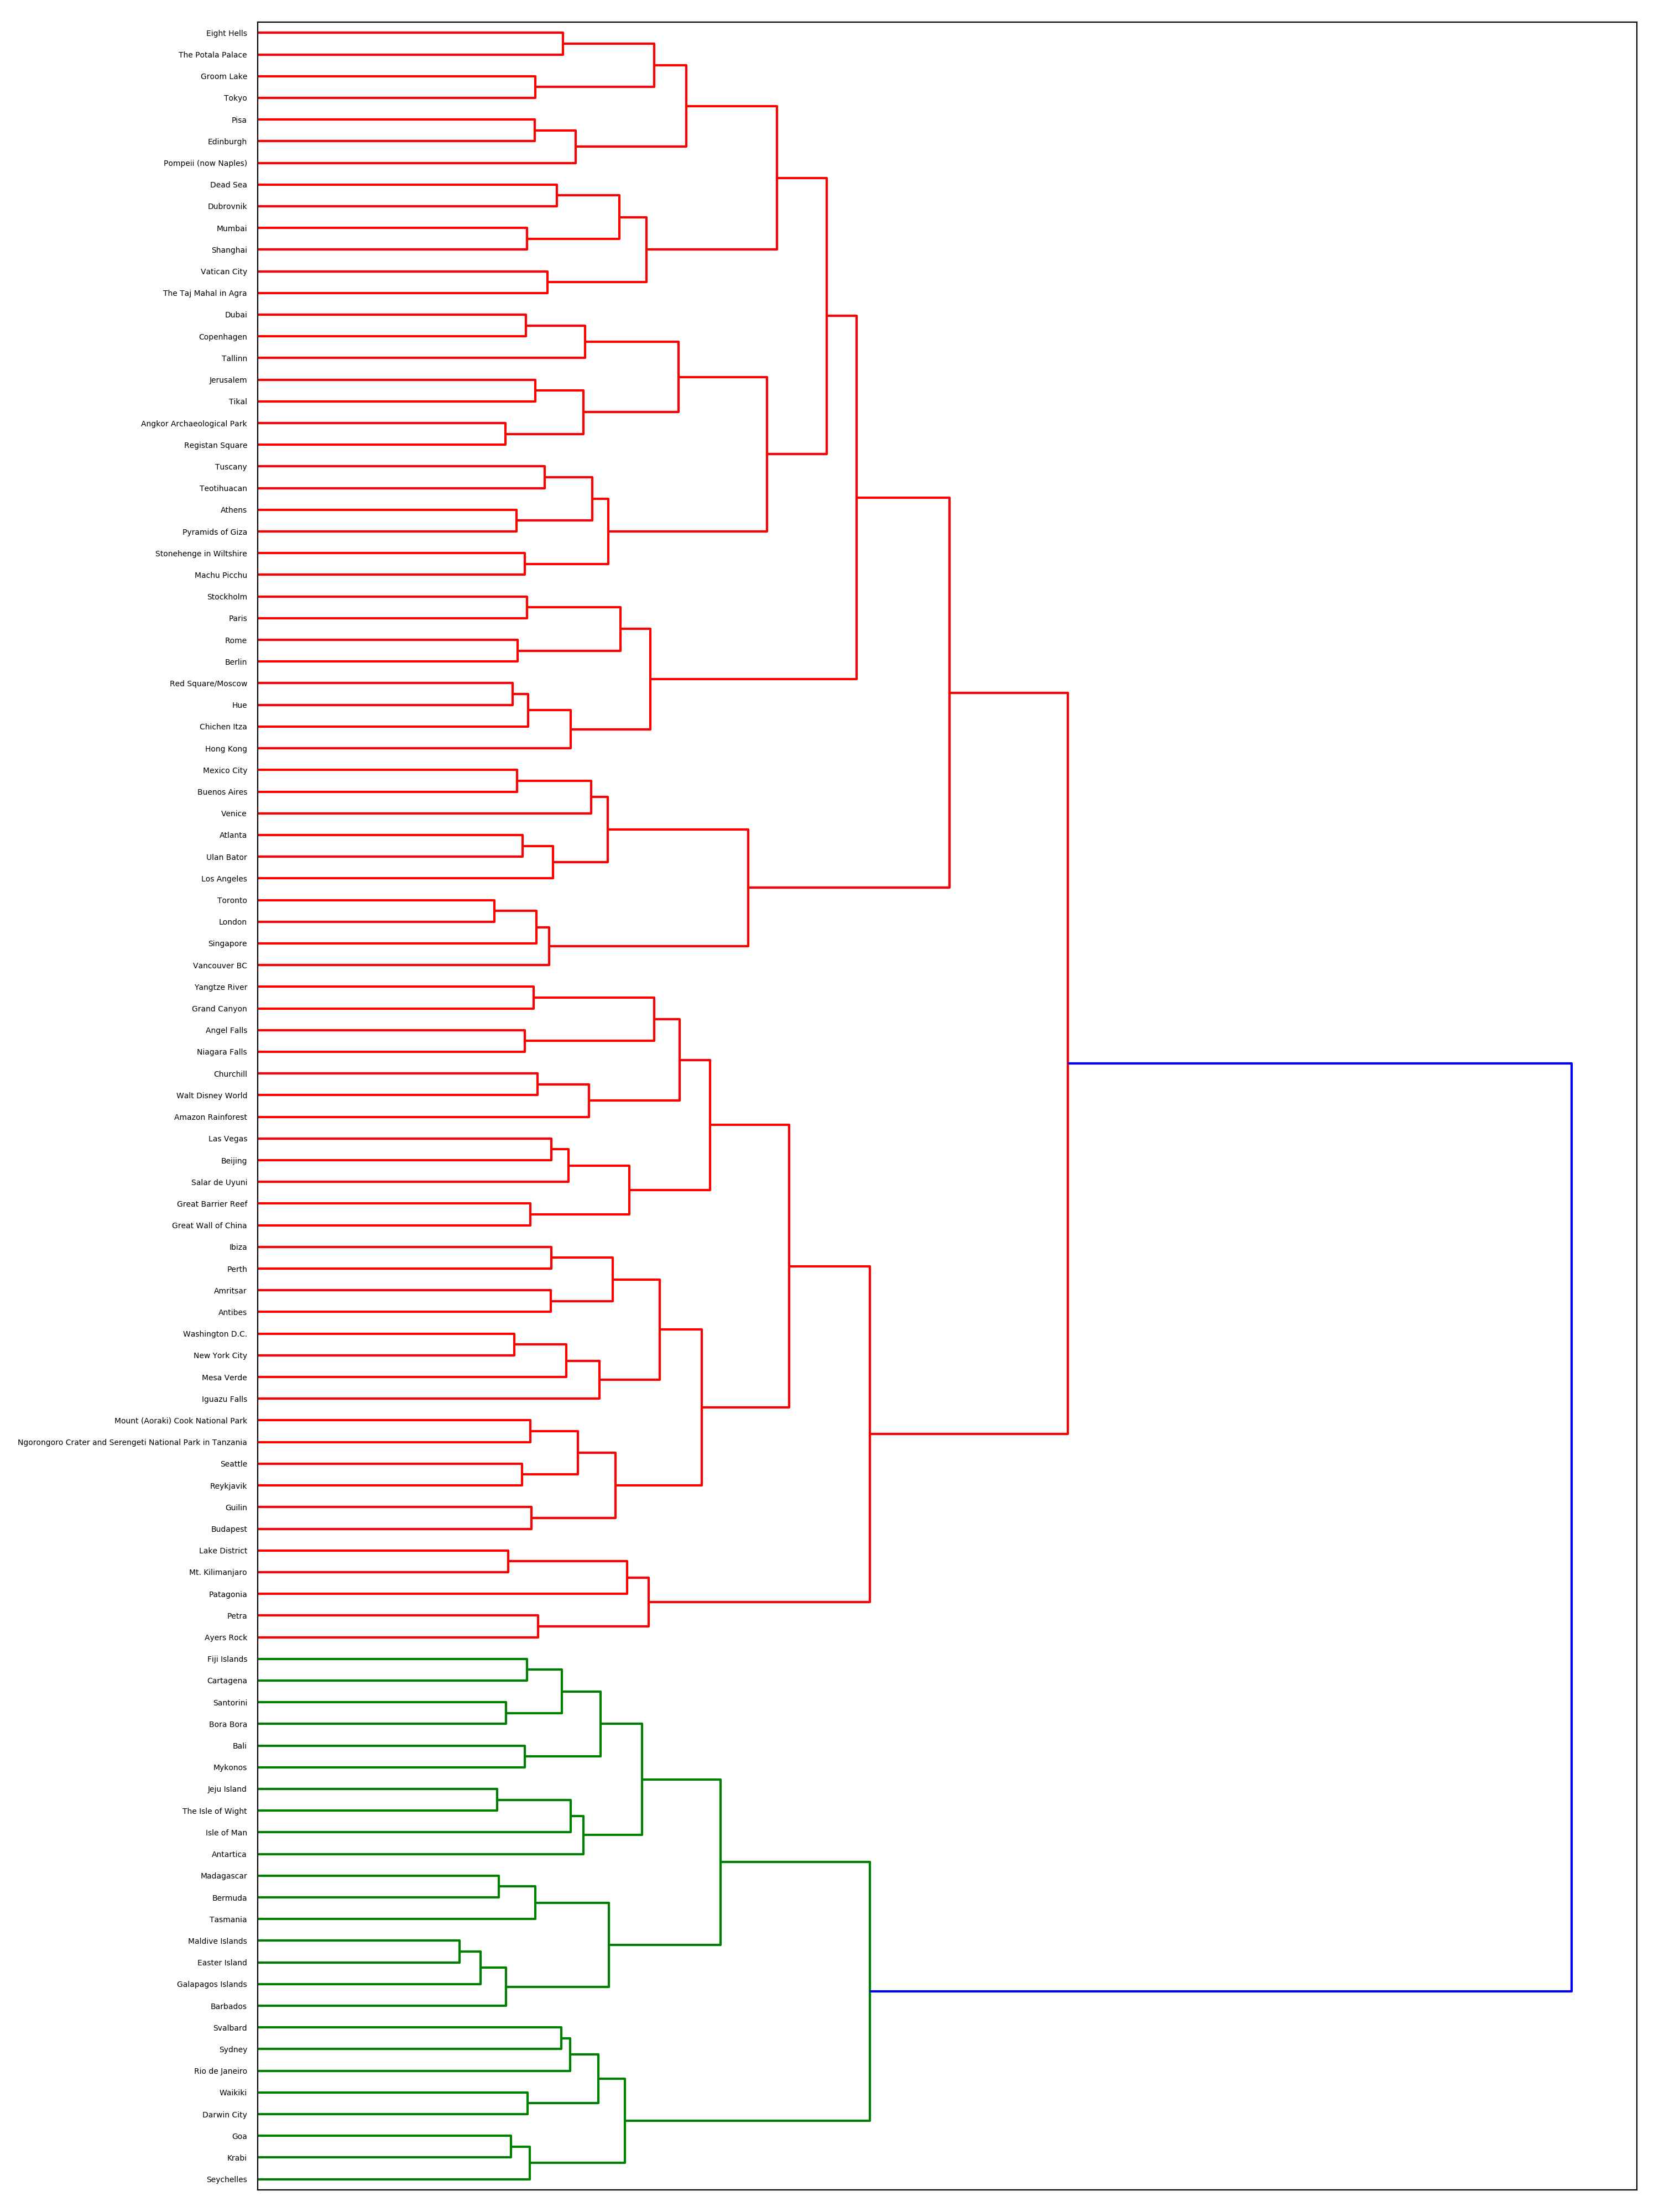 Eight Hells
The Potala Palace
Groom Lake
Tokyo
Pisa
Edinburgh
Pompeii (now Naples)
Dead Sea
Dubrovnik
Mumbai
Shanghai
Vatican City
The Taj Mahal in Agra
Dubai
Copenhagen
Tallinn
Jerusalem
Tikal
Angkor Archaeological Park
Registan Square
Tuscany
Teotihuacan
Athens
Pyramids of Giza
Stonehenge in Wiltshire
Machu Picchu
Stockholm
Paris
Rome
Berlin
Red Square/Moscow
Hue
Chichen Itza
Hong Kong
Mexico City
Buenos Aires
Venice
Atlanta
Ulan Bator
Los Angeles
Toronto
London
Singapore
Vancouver BC
Yangtze River
Grand Canyon
Angel Falls
Niagara Falls
Churchill
Walt Disney World
Amazon Rainforest
Las Vegas
Beijing
Salar de Uyuni
Great Barrier Reef
Great Wall of China
Ibiza
Perth
Amritsar
Antibes
Washington D.C.
New York City
Mesa Verde
Iguazu Falls
Mount (Aoraki) Cook National Park
Ngorongoro Crater and Serengeti National Park in Tanzania
Seattle
Reykjavik
Guilin
Budapest
Lake District
Mt. Kilimanjaro
Patagonia
Petra
Ayers Rock
Fiji Islands
Cartagena
Santorini
Bora Bora
Bali
Mykonos
Jeju Island
The Isle of Wight
Isle of Man
Antartica
Madagascar
Bermuda
Tasmania
Maldive Islands
Easter Island
Galapagos Islands
Barbados
Svalbard
Sydney
Rio de Janeiro
Waikiki
Darwin City
Goa
Krabi
Seychelles